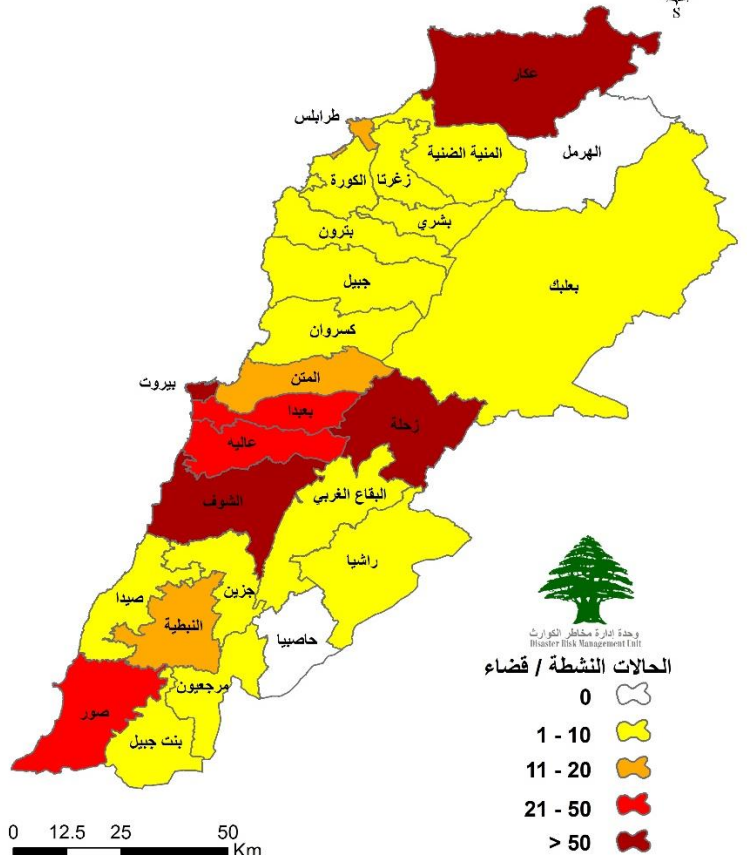 S
عكار
طرابلس
الهرمل
المنية الضنية
زغرتا
الكورة
بشري
بترون
جبيل
بعلبك
كسروان
المتن
بيروت
بعبدا
زحلة
عاليه
الشوف
البقاع الغربي
راشيا
جزين
صيدا
النبطية
حاصبيا
مرجعيون
صور
بنت جبيل
وحدة ادارة مخاطر الكوارث
Disaster Risk Management Unit
الحالات النشطة / قضاء
0
1 - 10
11 - 20
21 - 50
> 50
0 12.5 25 50
Km